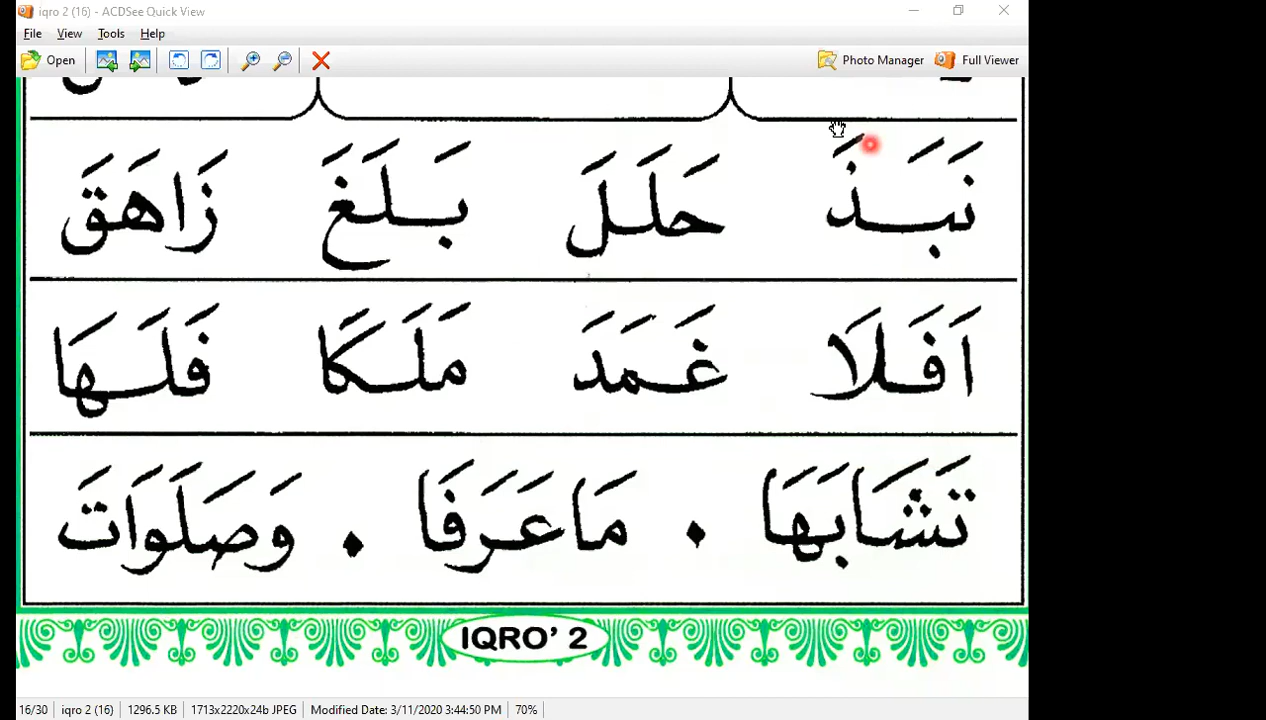 iqro 2 (16) - ACDSee Quick View
File View Tools Help
Open Photo Manager Full Viewer
نَبَذَ حَلَلَ بَلَغَ زَاهَقَ
اَفَلَا غَمَدَ مَلَكًا فَلَهَا
تَشَابَهَا . مَاعَرَفَا . وَصَلَوَاتَ
IQRO’ 2
16/30 iqro 2 (16) 1296.5 KB 1713x2220x24b JPEG Modified Date: 3/11/2020 3:44:50 PM 70%